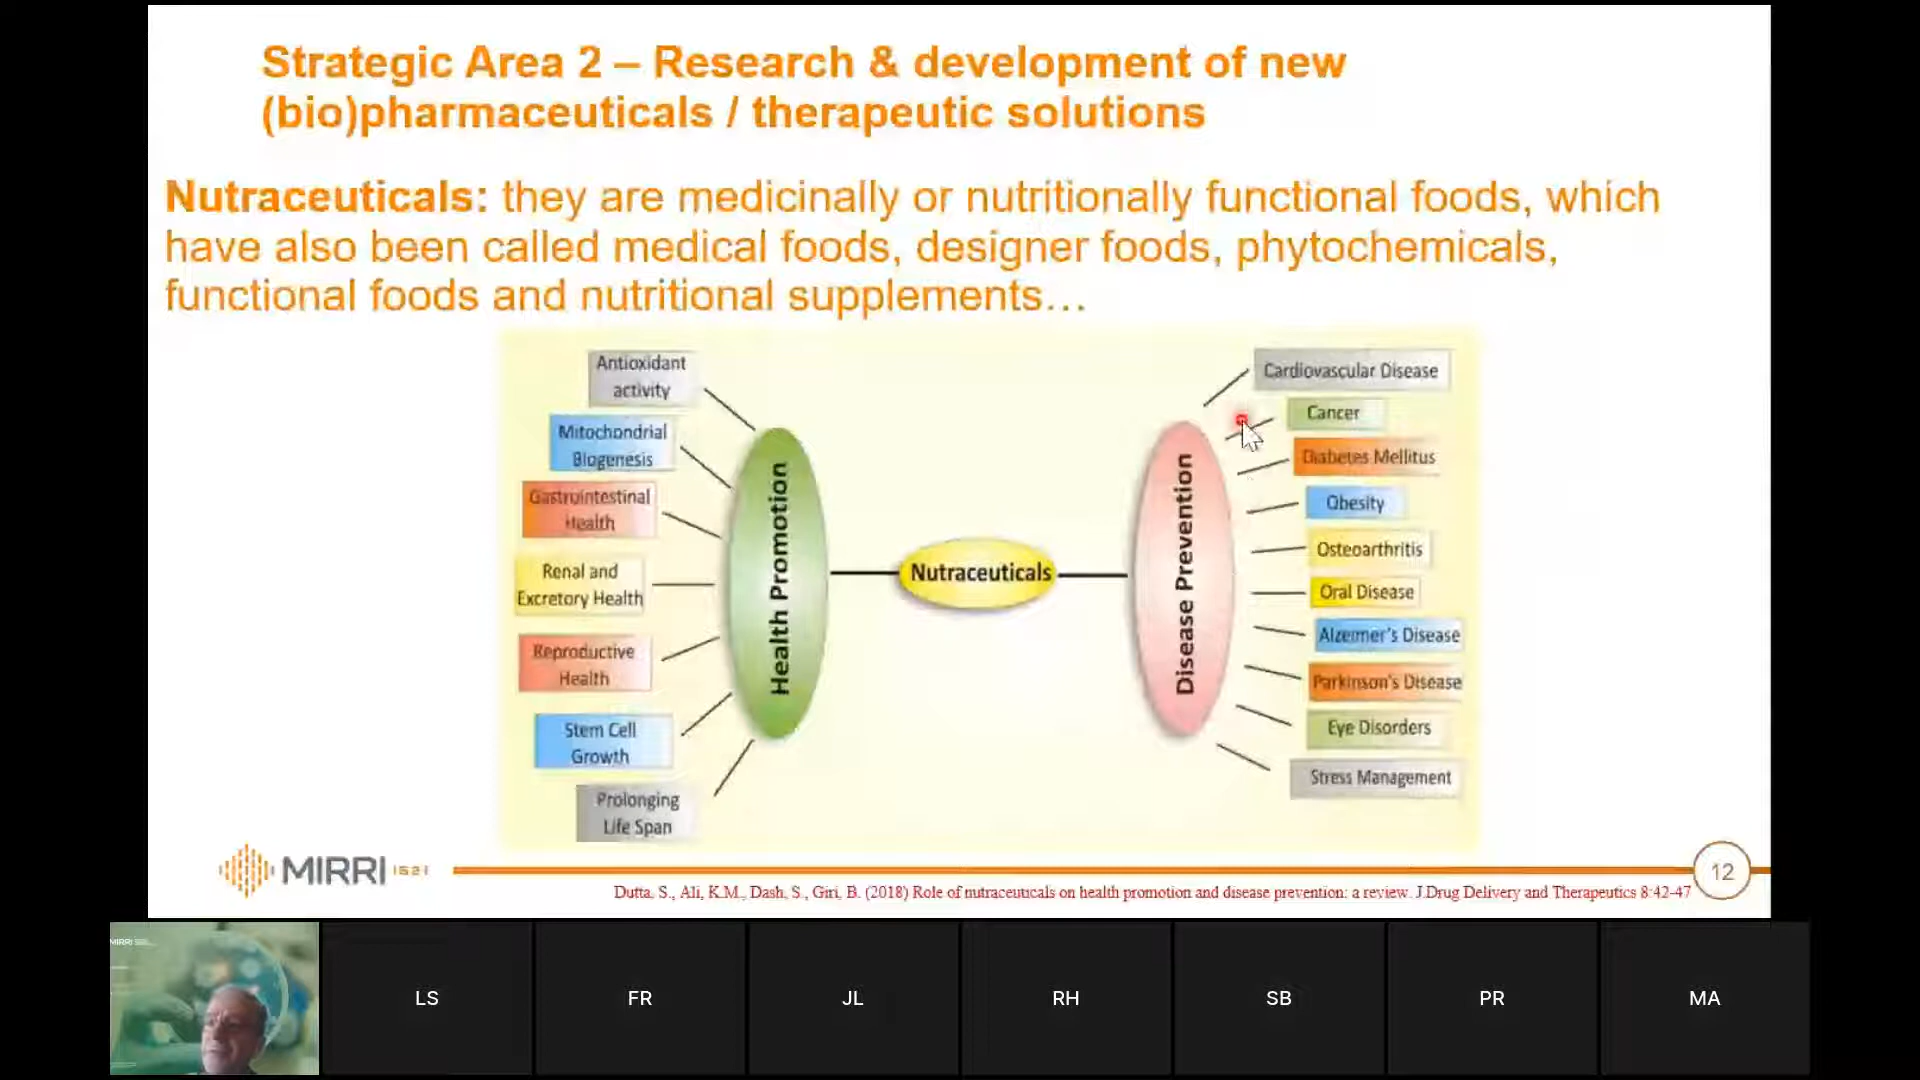 Strategic Area 2 – Research & development of new
(bio)pharmaceuticals / therapeutic solutions
Nutraceuticals: they are medicinally or nutritionally functional foods, which
have also been called medical foods, designer foods, phytochemicals,
functional foods and nutritional supplements…
Antioxidant
activity
Mitochondrial
Biogenesis
Gastrointestinal
Health
Renal and
Excretory Health
Reproductive
Health
Stem Cell
Growth
Prolonging
Life Span
Health Promotion
Nutraceuticals
Disease Prevention
Cardiovascular Disease
Cancer
Diabetes Mellitus
Obesity
Osteoarthritis
Oral Disease
Alzeimer's Disease
Parkinson's Disease
Eye Disorders
Stress Management
MIRRI IS21
12
Dutta, S., Ali, K.M., Dash, S., Giri, B. (2018) Role of nutraceuticals on health promotion and disease prevention: a review. J.Drug Delivery and Therapeutics 8:42-47
MIRRI
LS
FR
JL
RH
SB
PR
MA